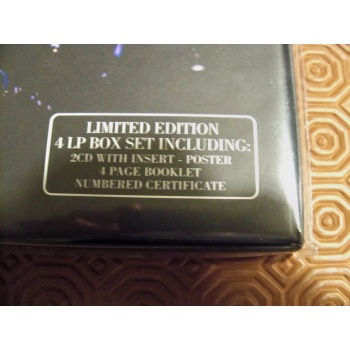 LIMITED EDITION
4 LP BOX SET INCLUDING:
2CD WITH INSERT - POSTER
4 PAGE BOOKLET
NUMBERED CERTIFICATE